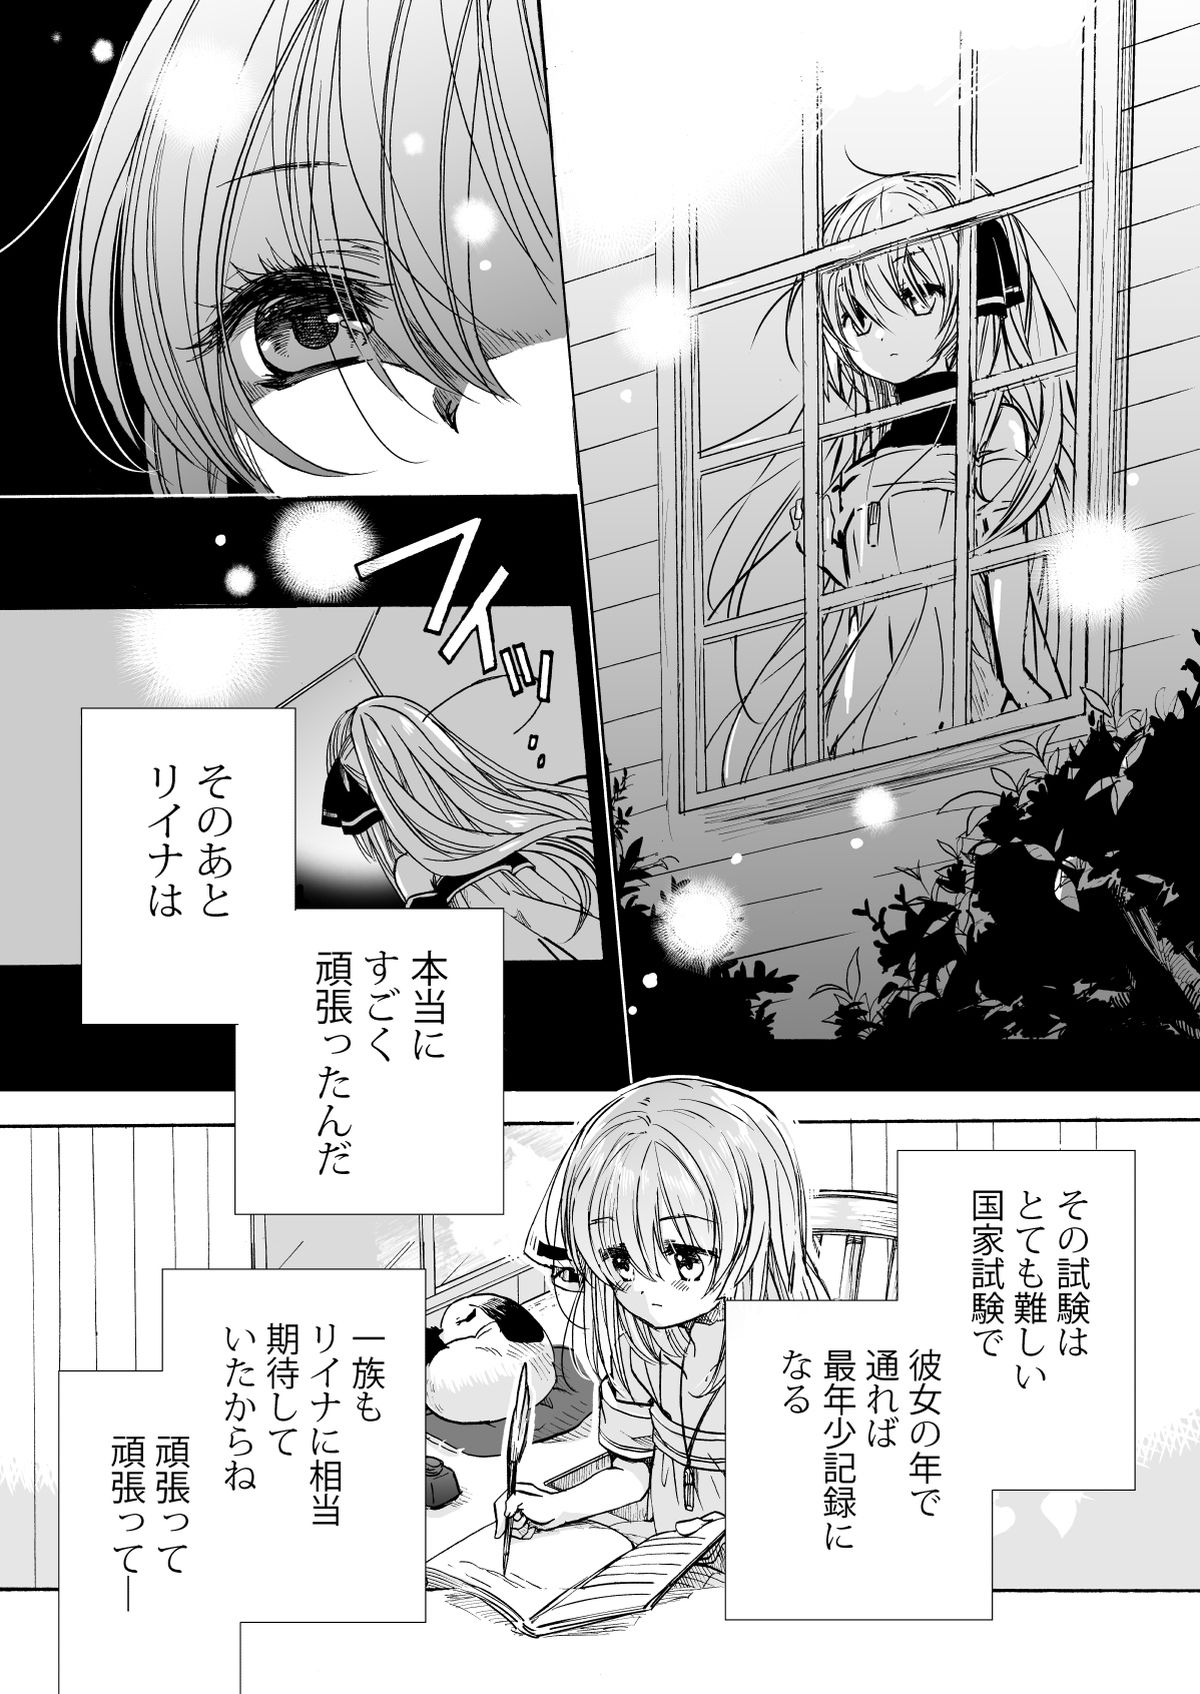 フイッ
そのあと
リイナは
本当に
すごく
頑張ったんだ
その試験は
とても難しい
国家試験で
彼女の年で
通れば
最年少記録に
なる
一族も
リイナに相当
期待して
いたからね
頑張って
頑張って―